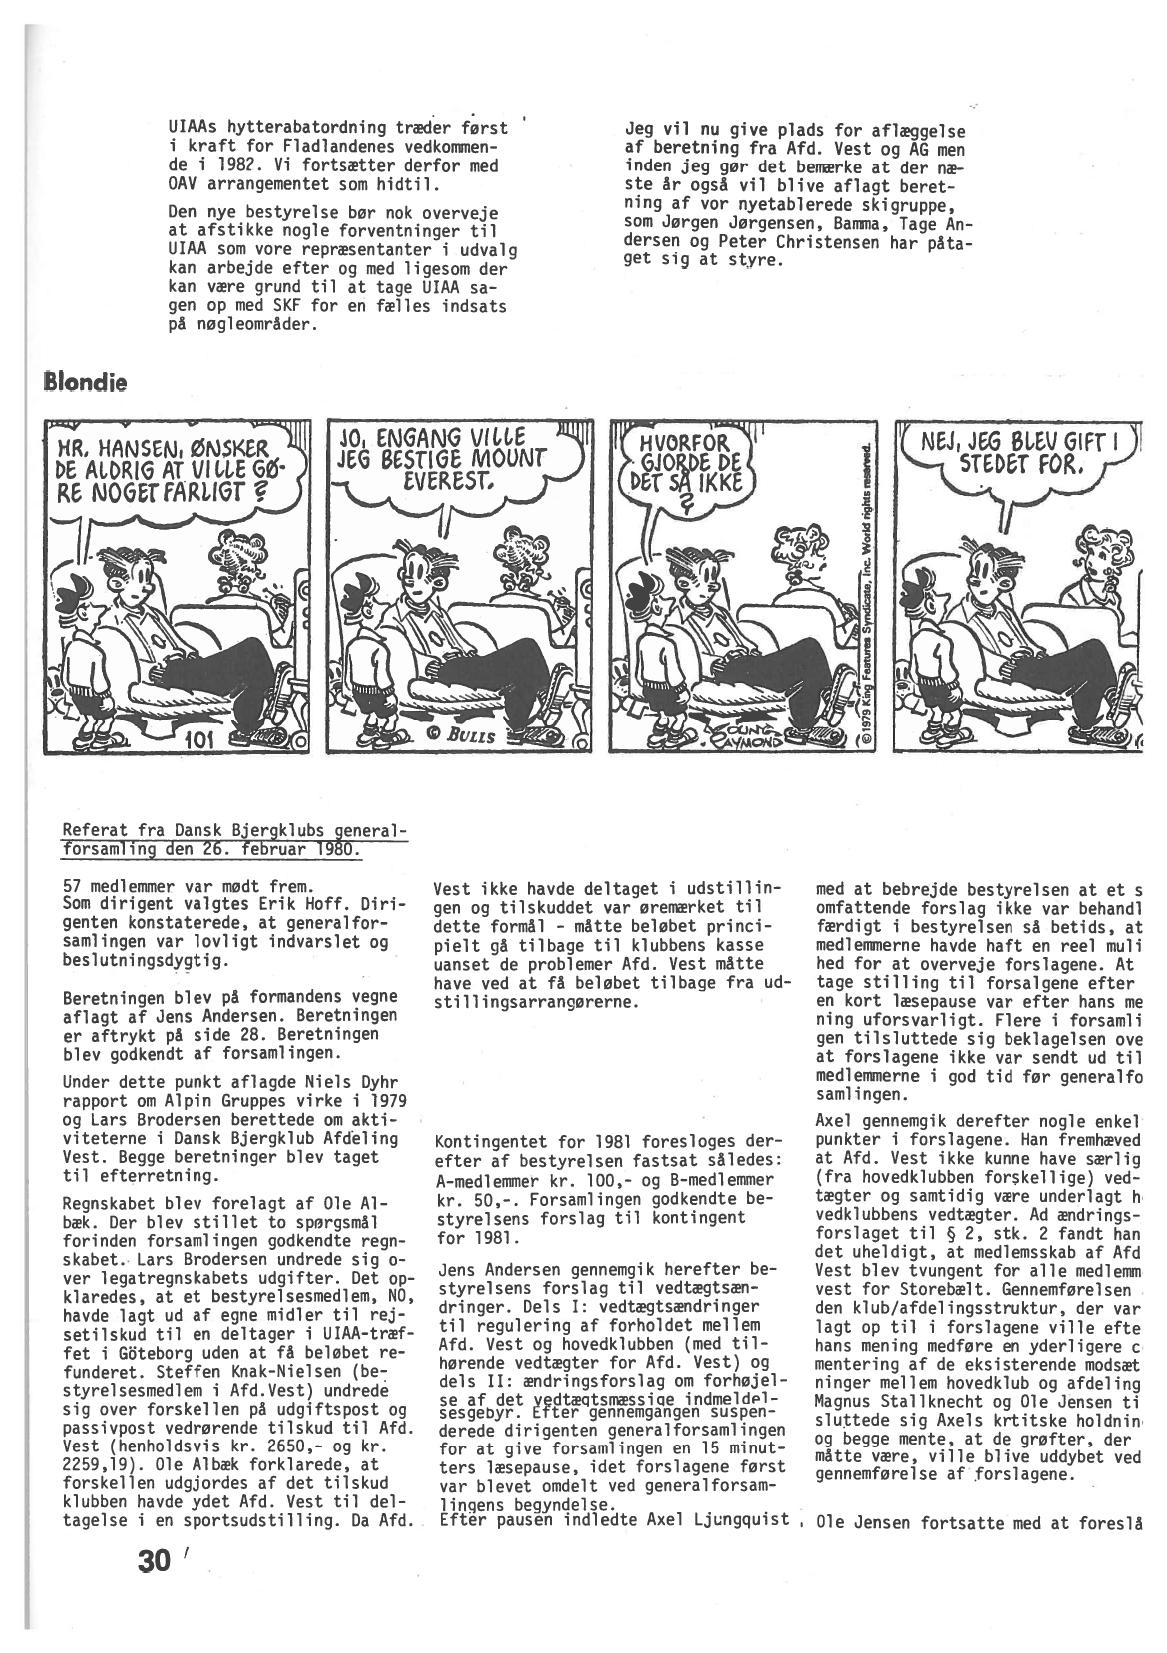 UIAAs hytterabatordning træder først
i kraft for Fladlandenes vedkommen-
de i 1982. Vi fortsætter derfor med
OAV arrangementet som hidtil.
Den nye bestyrelse bør nok overveje
at afstikke nogle forventninger til
UIAA som vore repræsentanter i udvalg
kan arbejde efter og med ligesom der
kan være grund til at tage UIAA sa-
gen op med SKF for en fælles indsats
på nøgleområder.
Jeg vil nu give plads for aflæggelse
af beretning fra Afd. Vest og AG men
inden jeg gør det bemærke at der næ-
ste år også vil blive aflagt beret-
ning af vor nyetablerede skigruppe,
som Jørgen Jørgensen, Bamma, Tage An-
dersen og Peter Christensen har påta-
get sig at styre.
Blondie
HR. HANSEN, ØNSKER
DE ALDRIG AT VILLE GØ-
RE NOGET FARLIGT ?
101
JO, ENGANG VILLE
JEG BESTIGE MOUNT
EVEREST.
© BULLS
HVORFOR
GJORDE DE
DET SÅ IKKE
?
YOUNG
RAYMOND
© 1979 King Features Syndicate, Inc. World rights reserved.
NEJ, JEG BLEV GIFT I
STEDET FOR.
Referat fra Dansk Bjergklubs general-
forsamling den 26. februar 1980.
57 medlemmer var mødt frem.
Som dirigent valgtes Erik Hoff. Diri-
genten konstaterede, at generalfor-
samlingen var lovligt indvarslet og
beslutningsdygtig.
Beretningen blev på formandens vegne
aflagt af Jens Andersen. Beretningen
er aftrykt på side 28. Beretningen
blev godkendt af forsamlingen.
Under dette punkt aflagde Niels Dyhr
rapport om Alpin Gruppes virke i 1979
og Lars Brodersen berettede om akti-
viteterne i Dansk Bjergklub Afdeling
Vest. Begge beretninger blev taget
til efterretning.
Regnskabet blev forelagt af Ole Al-
bæk. Der blev stillet to spørgsmål
forinden forsamlingen godkendte regn-
skabet. Lars Brodersen undrede sig o-
ver legatregnskabets udgifter. Det op-
klaredes, at et bestyrelsesmedlem, NO,
havde lagt ud af egne midler til rej-
setilskud til en deltager i UIAA-træf-
fet i Göteborg uden at få beløbet re-
funderet. Steffen Knak-Nielsen (be-
styrelsesmedlem i Afd.Vest) undrede
sig over forskellen på udgiftspost og
passivpost vedrørende tilskud til Afd.
Vest (henholdsvis kr. 2650,- og kr.
2259,19). Ole Albæk forklarede, at
forskellen udgjordes af det tilskud
klubben havde ydet Afd. Vest til del-
tagelse i en sportsudstilling. Da Afd.
Vest ikke havde deltaget i udstillin-
gen og tilskuddet var øremærket til
dette formål - måtte beløbet princi-
pielt gå tilbage til klubbens kasse
uanset de problemer Afd. Vest måtte
have ved at få beløbet tilbage fra ud-
stillingsarrangørerne.
Kontingentet for 1981 foresloges der-
efter af bestyrelsen fastsat således:
A-medlemmer kr. 100,- og B-medlemmer
kr. 50,-. Forsamlingen godkendte be-
styrelsens forslag til kontingent
for 1981.
Jens Andersen gennemgik herefter be-
styrelsens forslag til vedtægtsæn-
dringer. Dels I: vedtægtsændringer
til regulering af forholdet mellem
Afd. Vest og hovedklubben (med til-
hørende vedtægter for Afd. Vest) og
dels II: ændringsforslag om forhøjel-
se af det vedtægtsmæssige indmeldel-
sesgebyr. Efter gennemgangen suspen-
derede dirigenten generalforsamlingen
for at give forsamlingen en 15 minut-
ters læsepause, idet forslagene først
var blevet omdelt ved generalforsam-
lingens begyndelse.
Efter pausen indledte Axel Ljungquist
med at bebrejde bestyrelsen at et s
omfattende forslag ikke var behandl
færdigt i bestyrelsen så betids, at
medlemmerne havde haft en reel muli
hed for at overveje forslagene. At
tage stilling til forsalgene efter
en kort læsepause var efter hans me
ning uforsvarligt. Flere i forsamli
gen tilsluttede sig beklagelsen ove
at forslagene ikke var sendt ud til
medlemmerne i god tid før generalfo
samlingen.
Axel gennemgik derefter nogle enkel
punkter i forslagene. Han fremhæved
at Afd. Vest ikke kunne have særlig
(fra hovedklubben forskellige) ved-
tægter og samtidig være underlagt h
vedklubbens vedtægter. Ad ændrings-
forslaget til § 2, stk. 2 fandt han
det uheldigt, at medlemsskab af Afd
Vest blev tvungent for alle medlemm
vest for Storebælt. Gennemførelsen
den klub/afdelingsstruktur, der var
lagt op til i forslagene ville efte
hans mening medføre en yderligere c
mentering af de eksisterende modsæt
ninger mellem hovedklub og afdeling
Magnus Stallknecht og Ole Jensen ti
sluttede sig Axels krtitske holdnin
og begge mente, at de grøfter, der
måtte være, ville blive uddybet ved
gennemførelse af forslagene.
Ole Jensen fortsatte med at foreslå
30